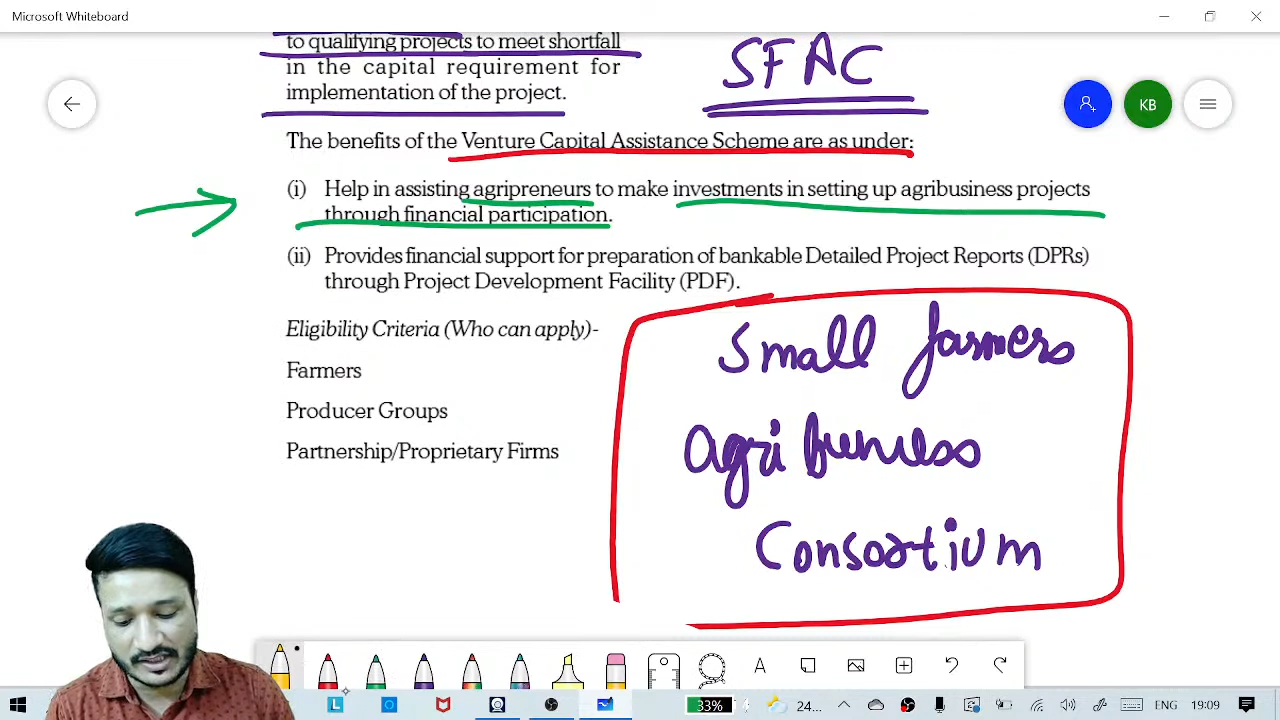 Microsoft Whiteboard
to qualifying projects to meet shortfall
in the capital requirement for
implementation of the project.
SFAC
KB
The benefits of the Venture Capital Assistance Scheme are as under:
(i) Help in assisting agripreneurs to make investments in setting up agribusiness projects
through financial participation.
(ii) Provides financial support for preparation of bankable Detailed Project Reports (DPRs)
through Project Development Facility (PDF).
Eligibility Criteria (Who can apply)-
Farmers
Producer Groups
Partnership/Proprietary Firms
Small farmers
Agri
Consortium
33%
24...
ENG
19:09